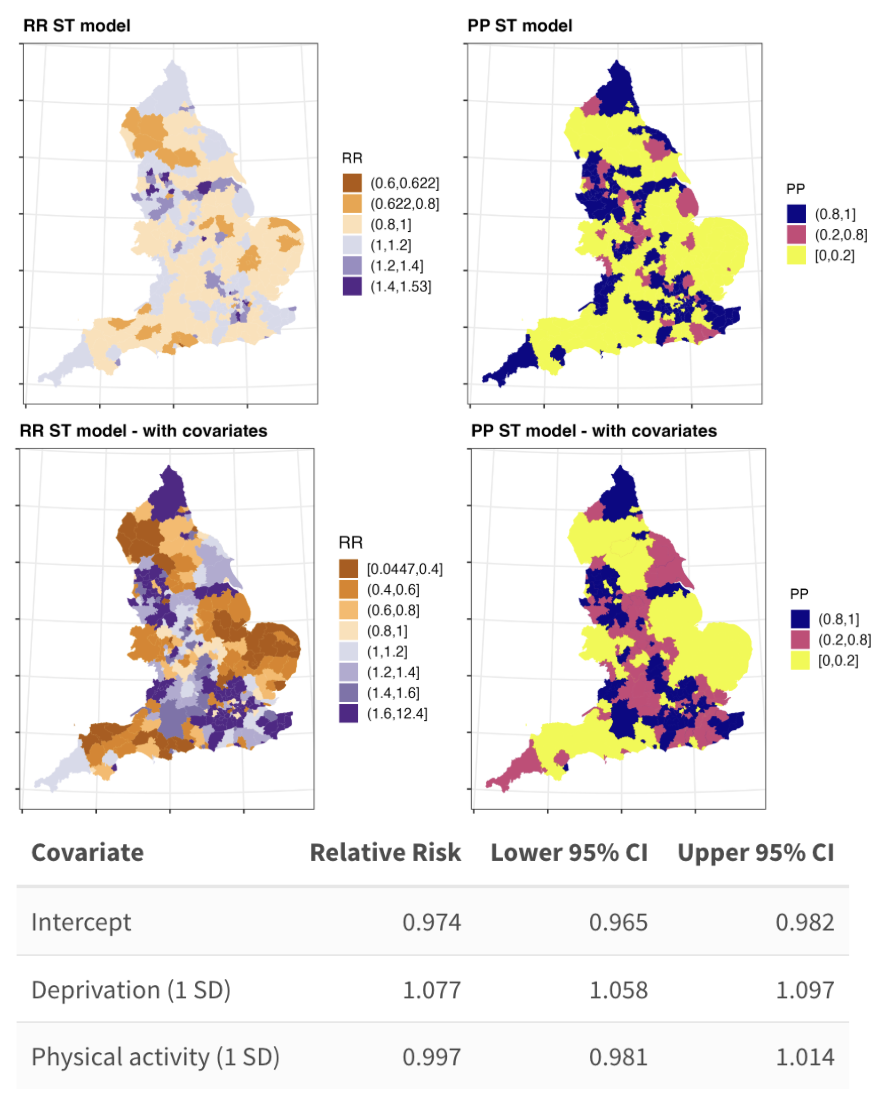 RR ST model
PP ST model
RR
(0.6,0.622]
(0.622,0.8]
(0.8,1]
(1,1.2]
(1.2,1.4]
(1.4,1.53]
PP
(0.8,1]
(0.2,0.8]
[0,0.2]
RR ST model - with covariates
PP ST model - with covariates
RR
[0.0447,0.4]
(0.4,0.6]
(0.6,0.8]
(0.8,1]
(1,1.2]
(1.2,1.4]
(1.4,1.6]
(1.6,12.4]
PP
(0.8,1]
(0.2,0.8]
[0,0.2]
Covariate Relative Risk Lower 95% CI Upper 95% CI
Intercept 0.974 0.965 0.982
Deprivation (1 SD) 1.077 1.058 1.097
Physical activity (1 SD) 0.997 0.981 1.014